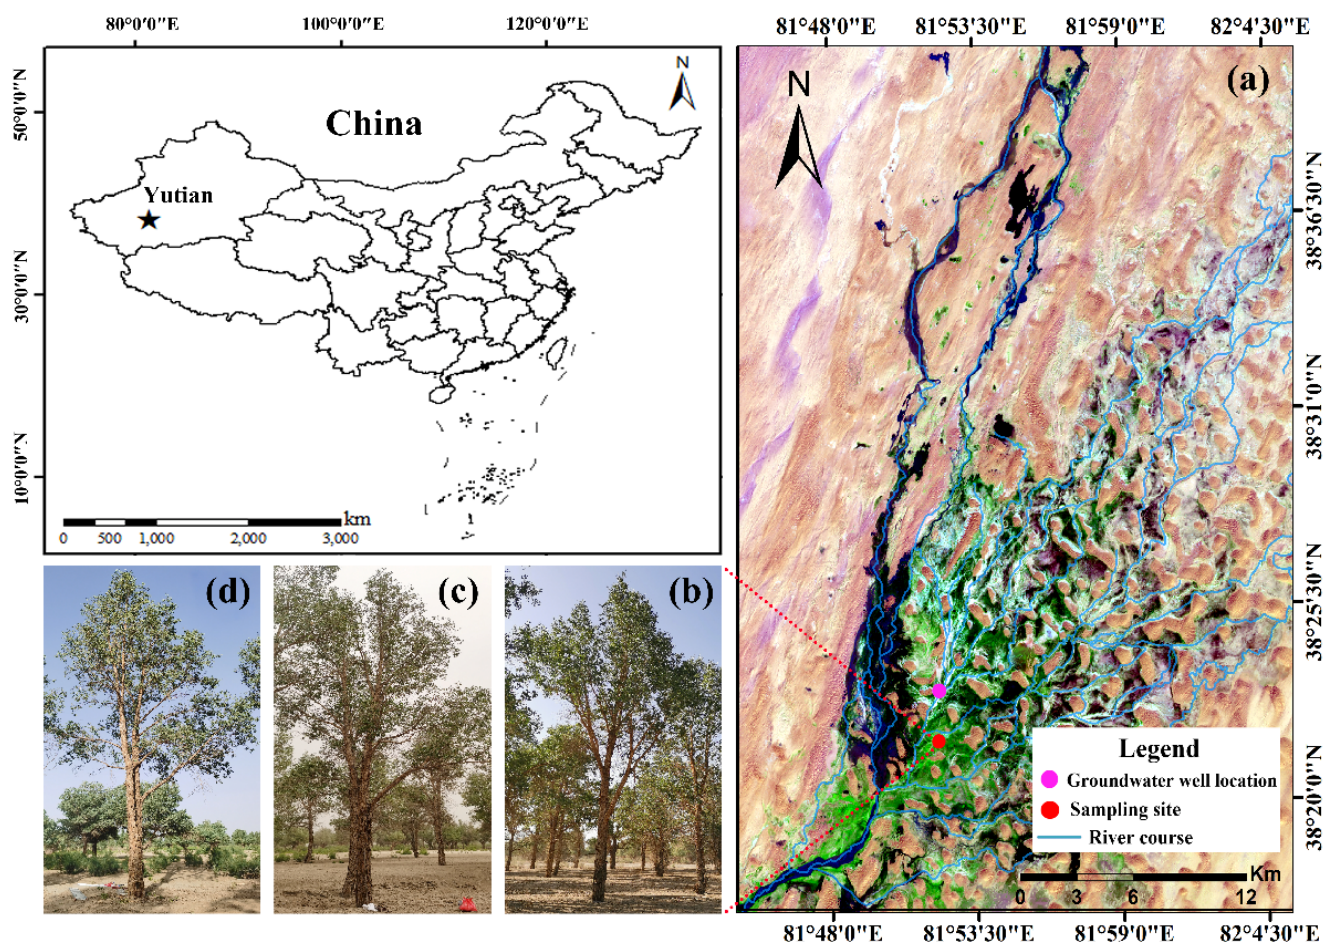 80°0'0"E 100°0'0"E 120°0'0"E
50°0'0"N
30°0'0"N
10°0'0"N
N
China
Yutian
km
0 500 1,000 2,000 3,000
(d)
(c)
(b)
81°48'0"E 81°53'30"E 81°59'0"E 82°4'30"E
(a)
N
38°36'30"N
38°31'0"N
38°25'30"N
38°20'0"N
Legend
Groundwater well location
Sampling site
River course
Km
0 3 6 12
81°48'0"E 81°53'30"E 81°59'0"E 82°4'30"E